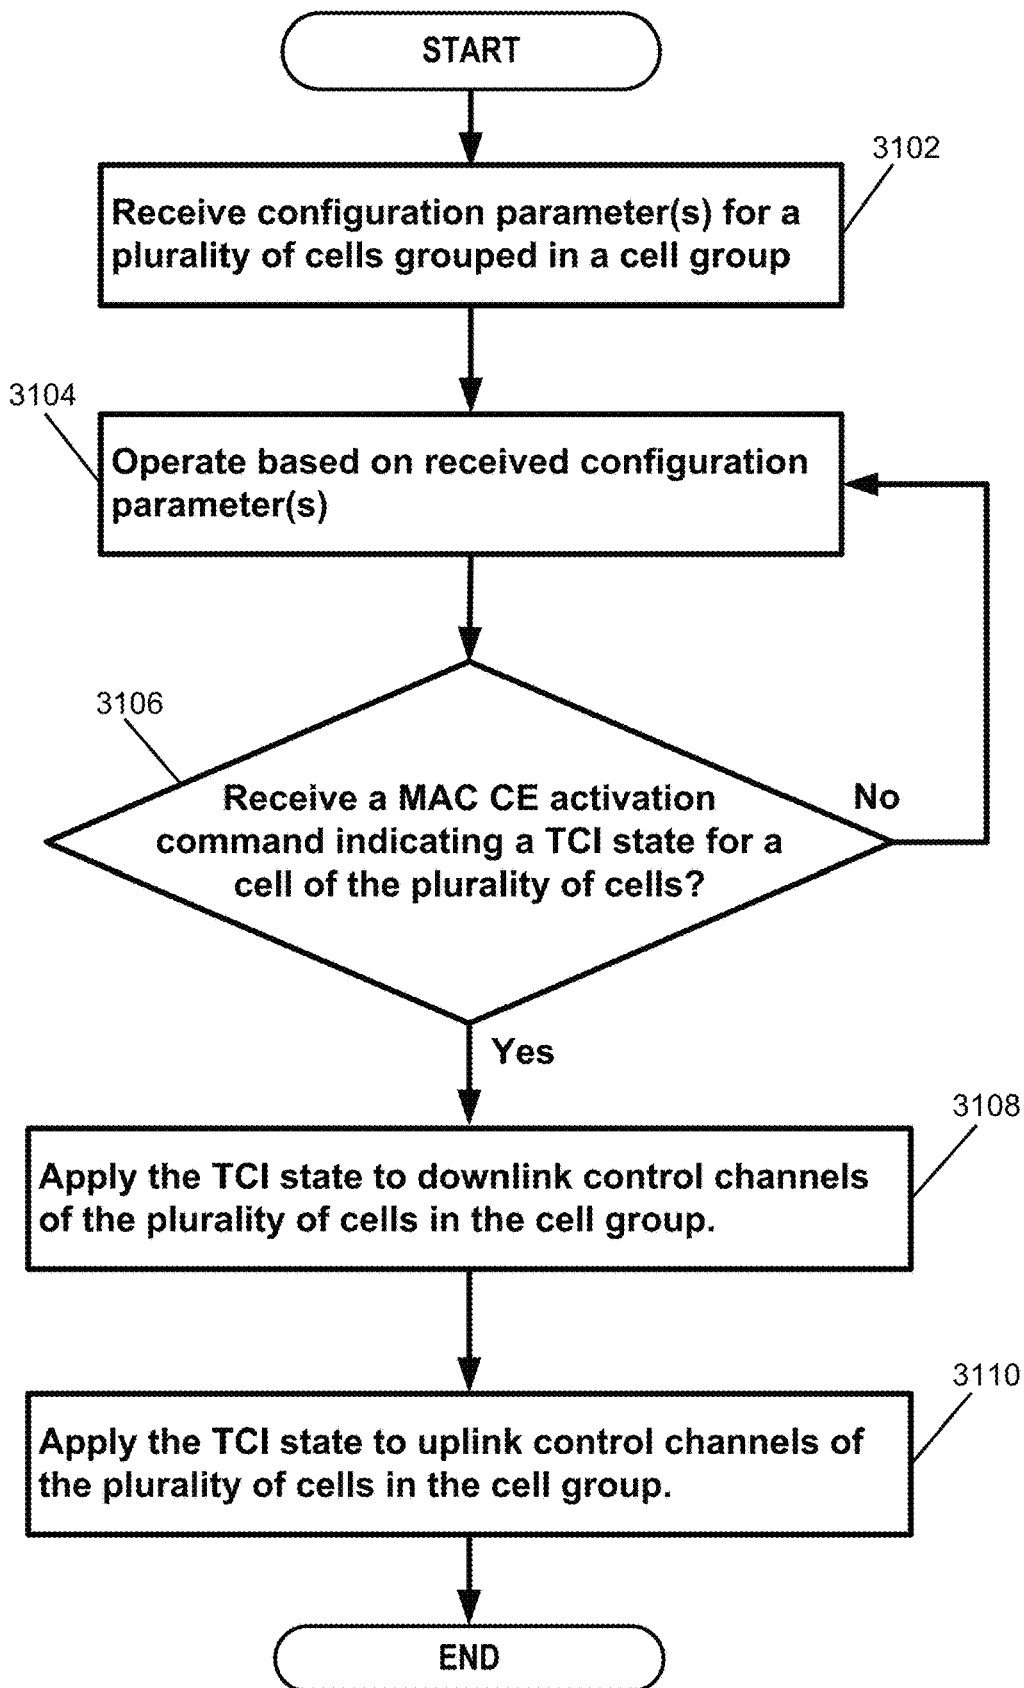 START
3102
Receive configuration parameter(s) for a
plurality of cells grouped in a cell group
3104
Operate based on received configuration
parameter(s)
3106
Receive a MAC CE activation
command indicating a TCI state for a
cell of the plurality of cells?
No
Yes
3108
Apply the TCI state to downlink control channels
of the plurality of cells in the cell group.
3110
Apply the TCI state to uplink control channels of
the plurality of cells in the cell group.
END